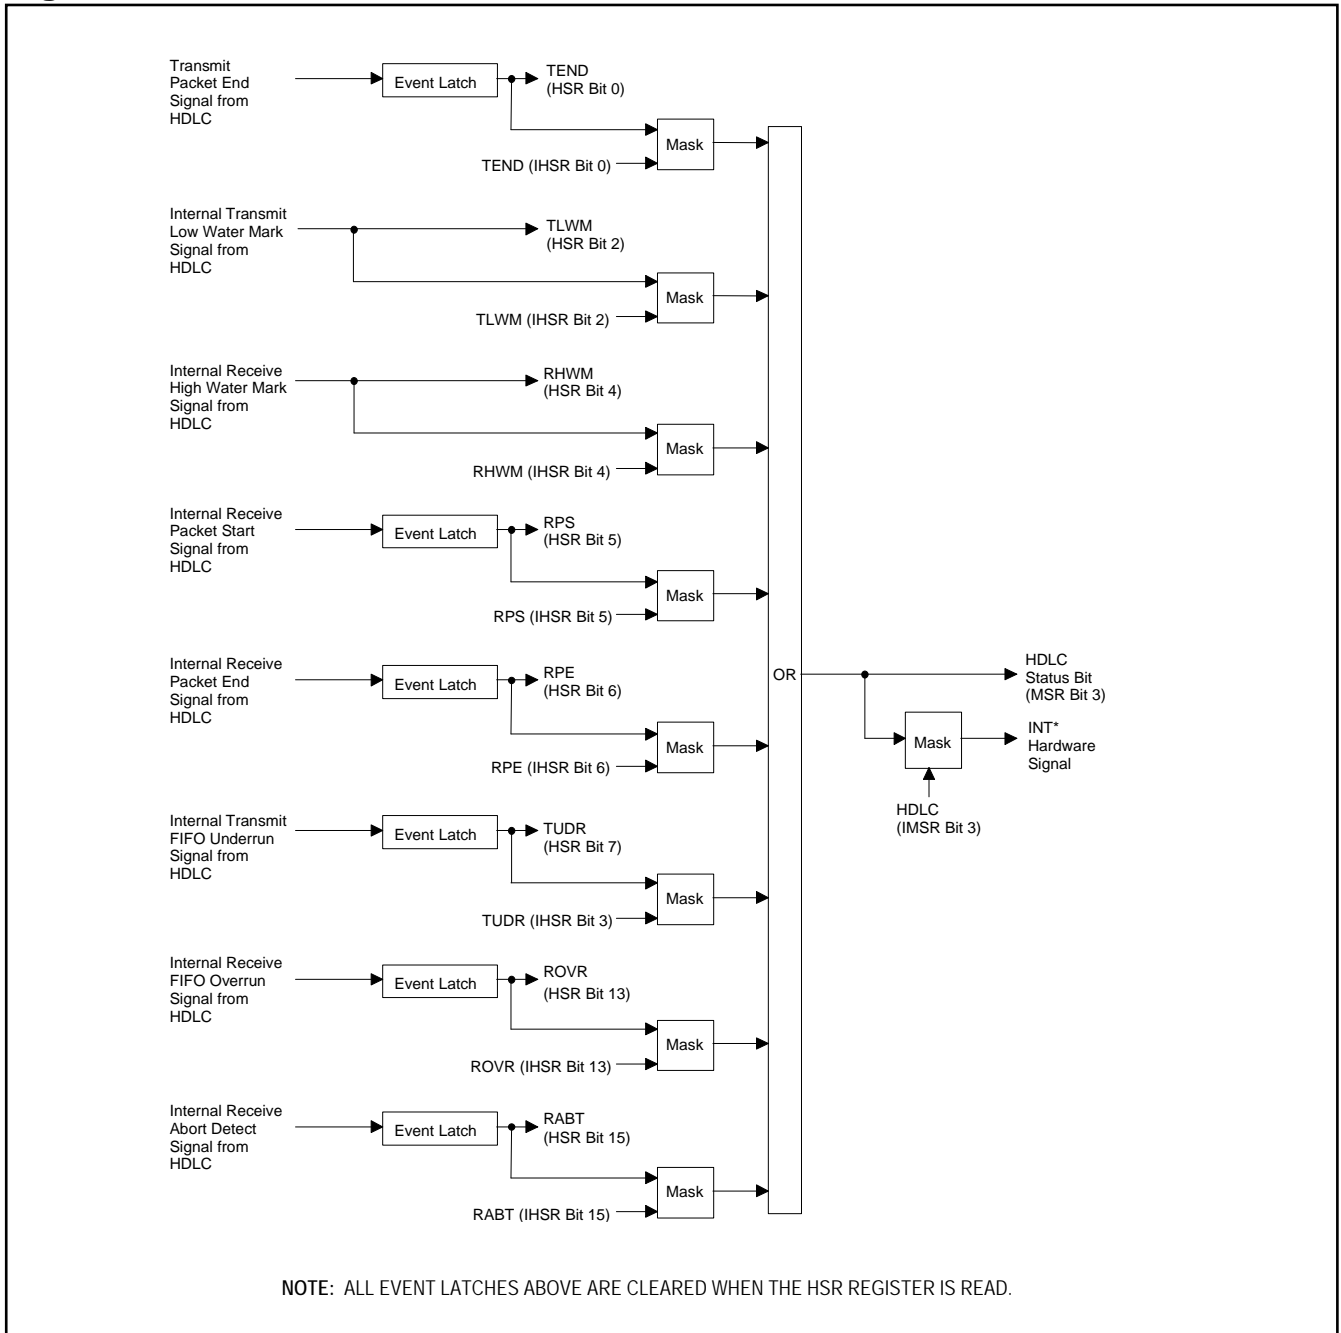 Transmit
Packet End
Signal from
HDLC
Event Latch
TEND
(HSR Bit 0)
Mask
TEND (IHSR Bit 0)
Internal Transmit
Low Water Mark
Signal from
HDLC
TLWM
(HSR Bit 2)
Mask
TLWM (IHSR Bit 2)
Internal Receive
High Water Mark
Signal from
HDLC
RHWM
(HSR Bit 4)
Mask
RHWM (IHSR Bit 4)
Internal Receive
Packet Start
Signal from
HDLC
Event Latch
RPS
(HSR Bit 5)
Mask
RPS (IHSR Bit 5)
Internal Receive
Packet End
Signal from
HDLC
Event Latch
RPE
(HSR Bit 6)
Mask
RPE (IHSR Bit 6)
Internal Transmit
FIFO Underrun
Signal from
HDLC
Event Latch
TUDR
(HSR Bit 7)
Mask
TUDR (IHSR Bit 3)
Internal Receive
FIFO Overrun
Signal from
HDLC
Event Latch
ROVR
(HSR Bit 13)
Mask
ROVR (IHSR Bit 13)
Internal Receive
Abort Detect
Signal from
HDLC
Event Latch
RABT
(HSR Bit 15)
Mask
RABT (IHSR Bit 15)
OR
HDLC
Status Bit
(MSR Bit 3)
Mask
INT*
Hardware
Signal
HDLC
(IMSR Bit 3)
NOTE: ALL EVENT LATCHES ABOVE ARE CLEARED WHEN THE HSR REGISTER IS READ.